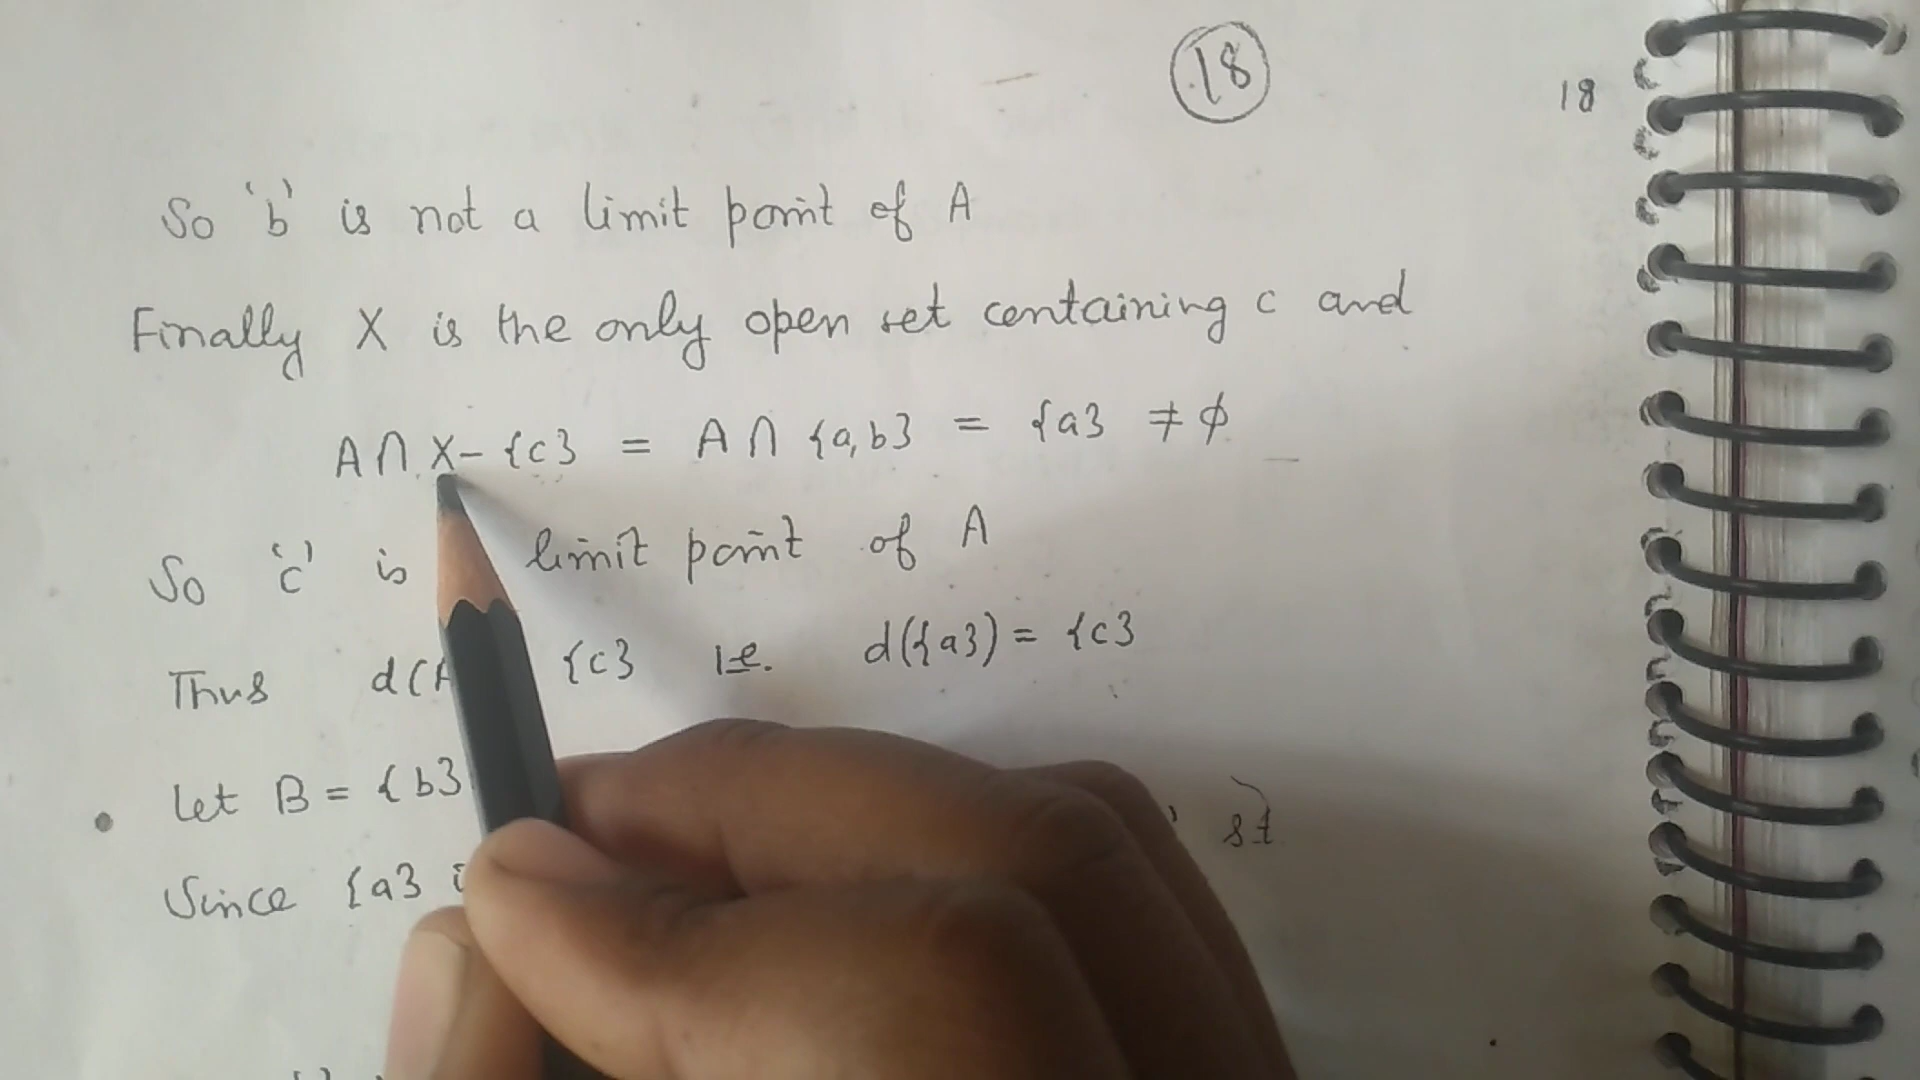 18
18
So 'b' is not a limit point of A
Finally X is the only open set containing c and
A∩X-{c} = A∩{a,b} = {a} ≠ ϕ
So 'c' is limit point of A
Thus d(A {c} i.e. d({a}) = {c}
Let B = {b} st
Since {a}